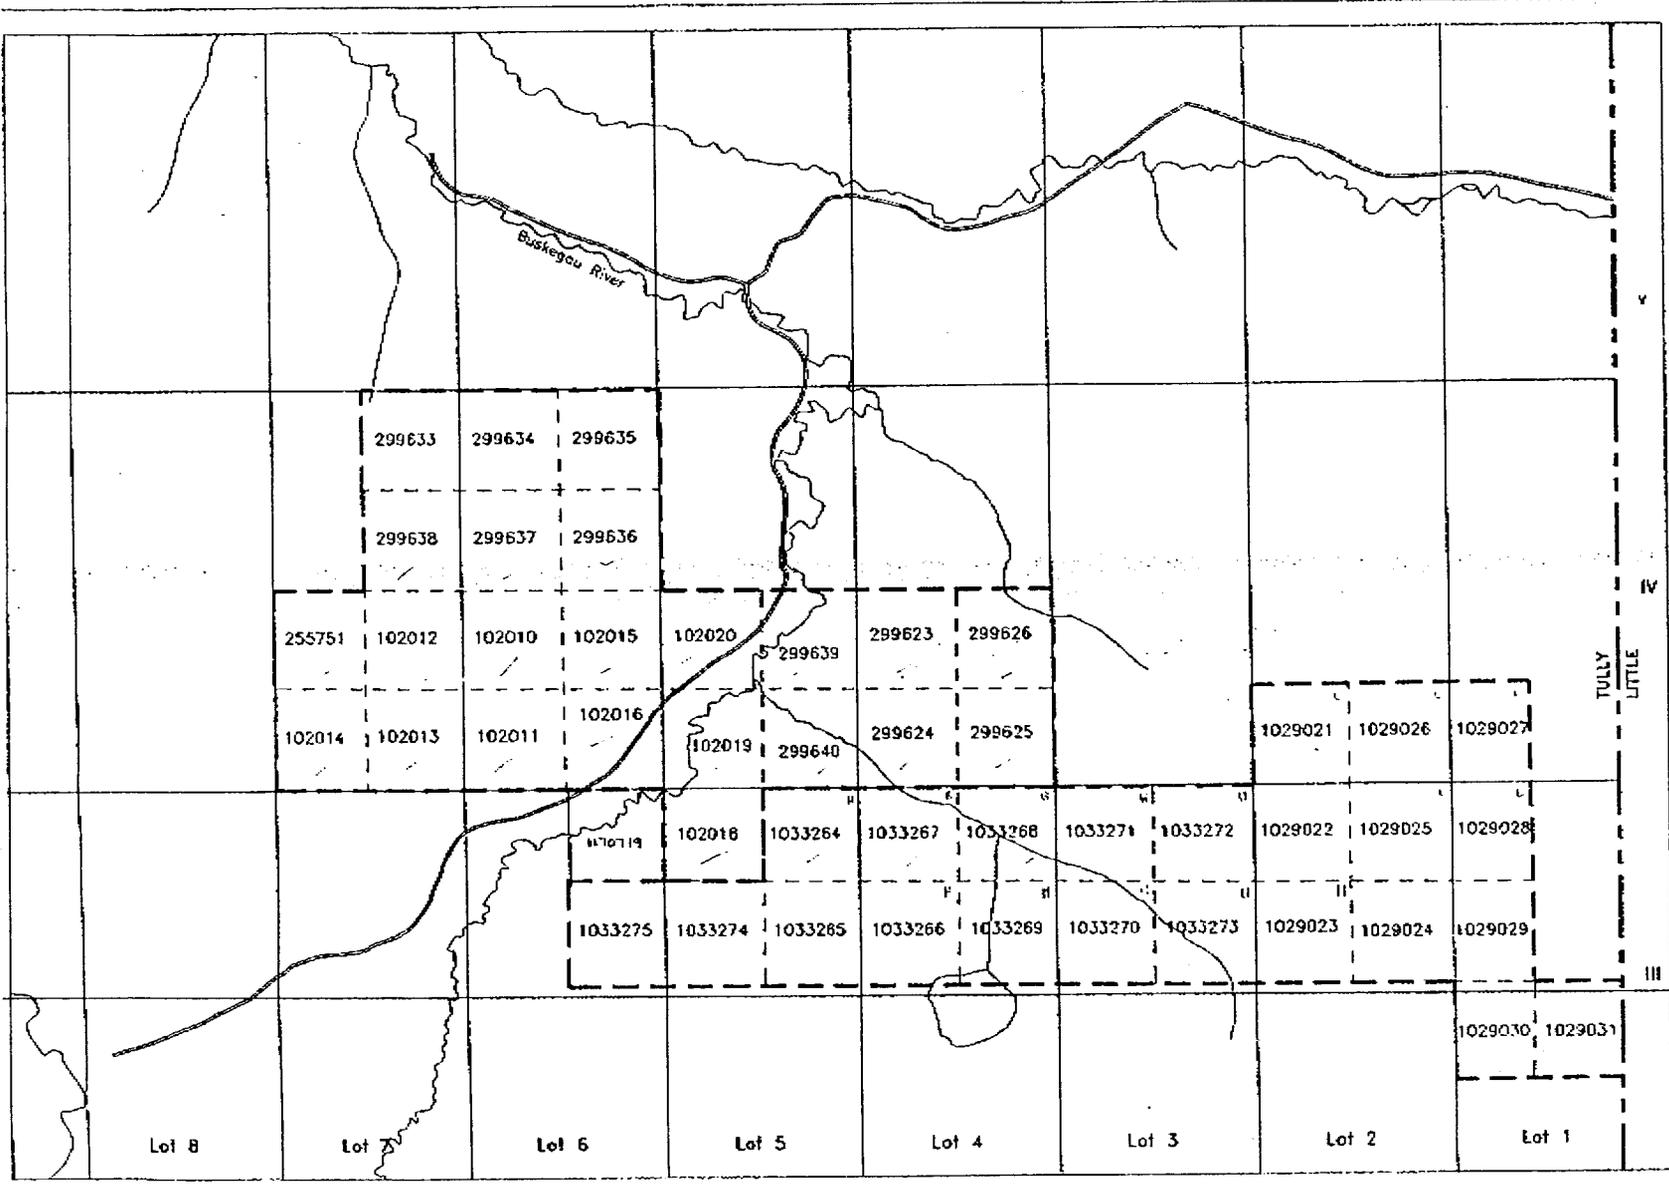 Buskegau River
V
299633 299634 299635
299638 299637 299636
IV
255751 102012 102010 102015 102020 299639 299623 299626
TULLY
LITTLE
102014 102013 102011 102016 102019 299640 299624 299625 1029021 1029026 1029027
102018 1033264 1033267 1033268 1033271 1033272 1029022 1029025 1029028
1033275 1033274 1033265 1033266 1033269 1033270 1033273 1029023 1029024 1029029
III
1029030 1029031
Lot 8 Lot 7 Lot 6 Lot 5 Lot 4 Lot 3 Lot 2 Lot 1